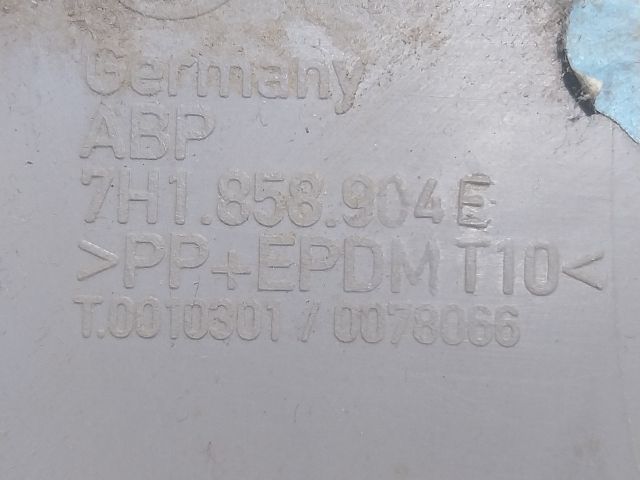 Germany
ABP
7H1.858.904 E
>PP+EPDM T10<
T.0010301 / 0078066